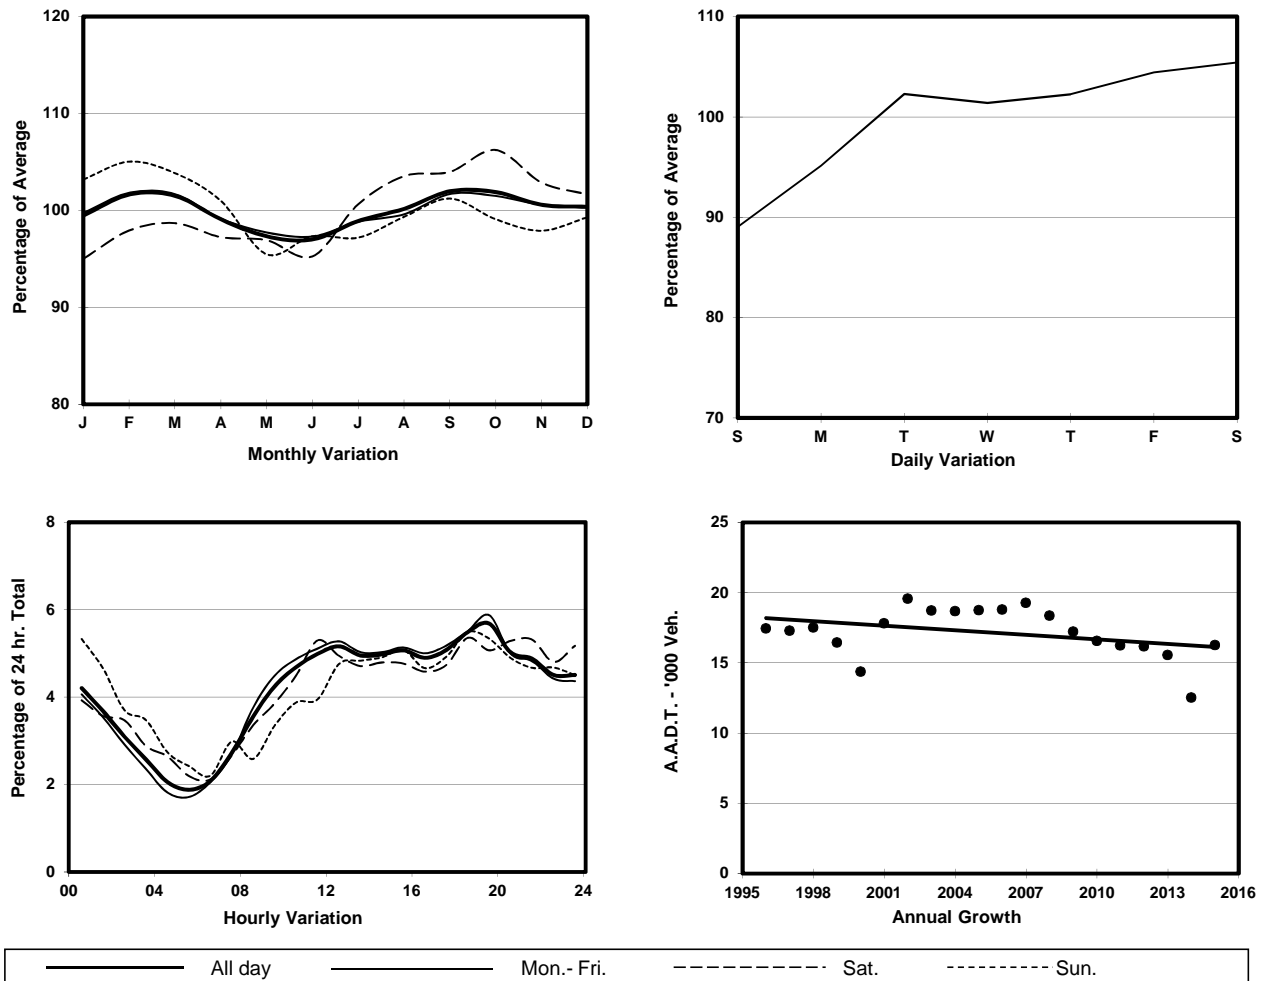 120
110
100
90
80
Percentage of Average
J F M A M J J A S O N D
Monthly Variation
110
100
90
80
70
Percentage of Average
S M T W T F S
Daily Variation
8
6
4
2
0
Percentage of 24 hr. Total
00 04 08 12 16 20 24
Hourly Variation
25
20
15
10
5
0
A.A.D.T. - '000 Veh.
1995 1998 2001 2004 2007 2010 2013 2016
Annual Growth
All day Mon.- Fri. Sat. Sun.